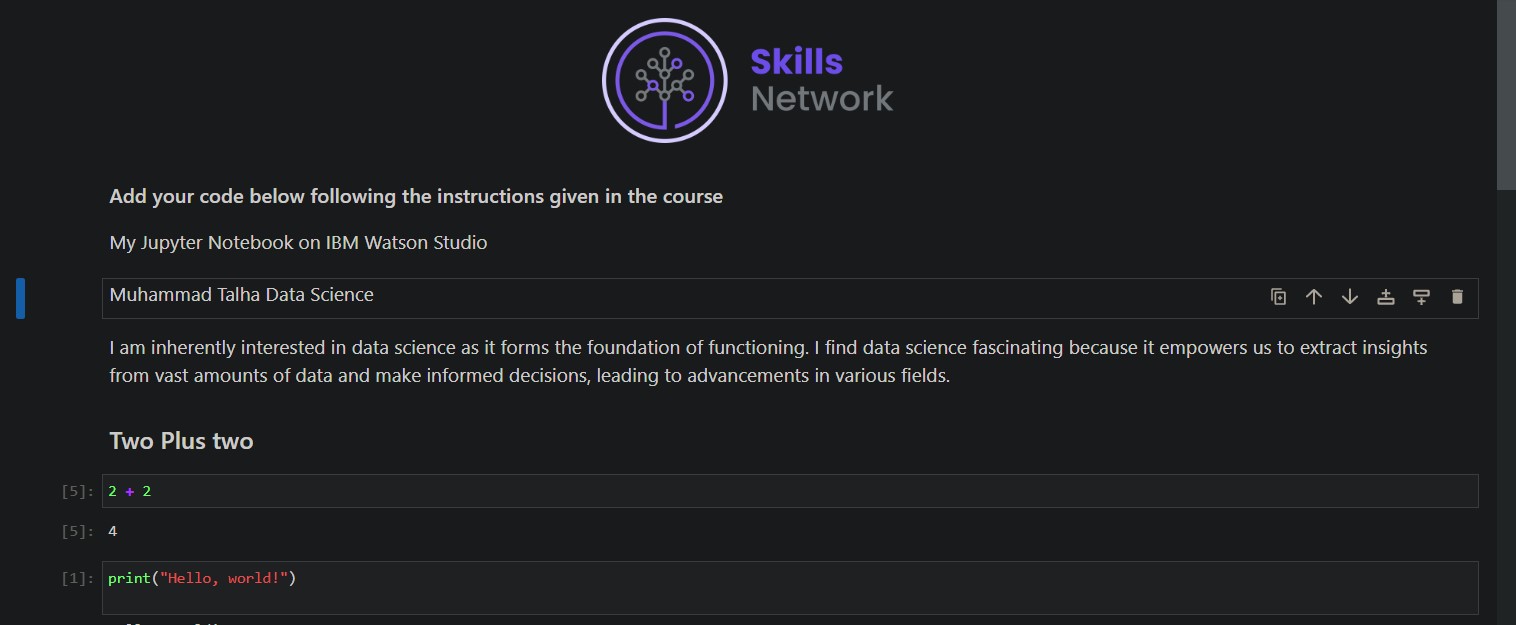 Skills
Network
Add your code below following the instructions given in the course
My Jupyter Notebook on IBM Watson Studio
Muhammad Talha Data Science
I am inherently interested in data science as it forms the foundation of functioning. I find data science fascinating because it empowers us to extract insights
from vast amounts of data and make informed decisions, leading to advancements in various fields.
Two Plus two
[5]: 2 + 2
[5]: 4
[1]: print("Hello, world!")